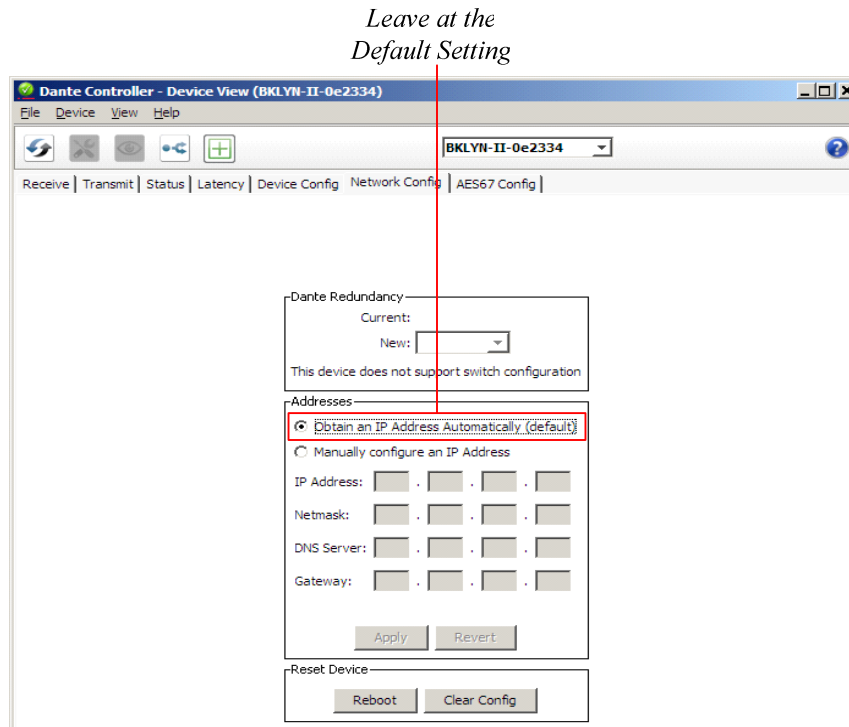 Leave at the
Default Setting
Dante Controller - Device View (BKLYN-II-0e2334)
File Device View Help
BKLYN-II-0e2334
Receive Transmit Status Latency Device Config Network Config AES67 Config
Dante Redundancy
Current:
New:
This device does not support switch configuration
Addresses
Obtain an IP Address Automatically (default)
Manually configure an IP Address
IP Address: . . .
Netmask: . . .
DNS Server: . . .
Gateway: . . .
Apply Revert
Reset Device
Reboot Clear Config